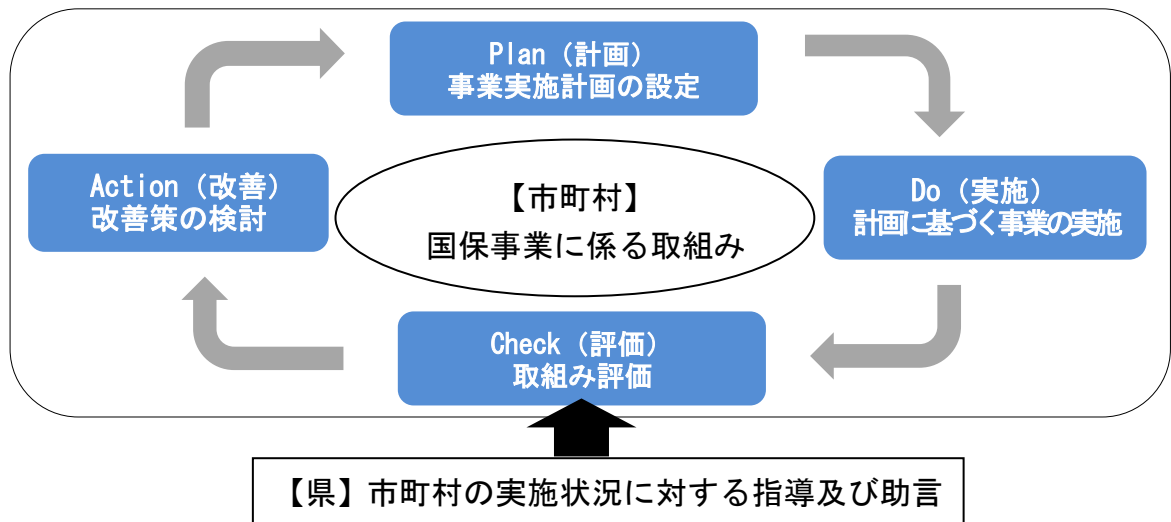 Plan（計画）
事業実施計画の設定
Action（改善）
改善策の検討
【市町村】
国保事業に係る取組み
Do（実施）
計画に基づく事業の実施
Check（評価）
取組み評価
【県】市町村の実施状況に対する指導及び助言